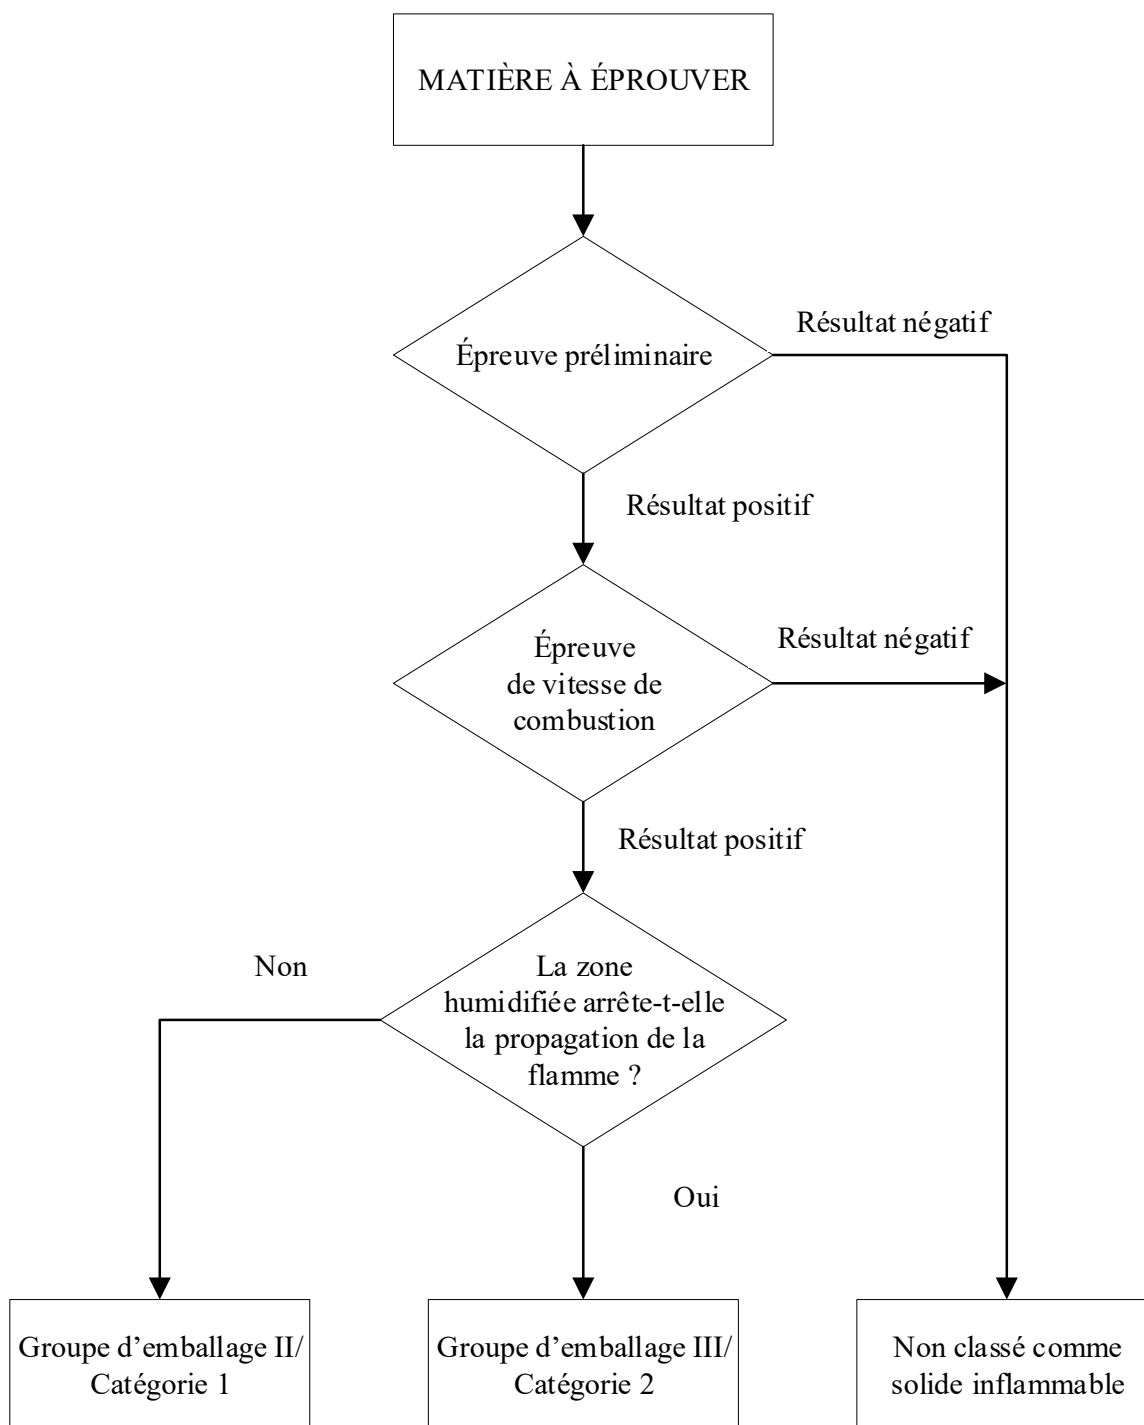 MATIÈRE À ÉPROUVER
Résultat négatif
Épreuve préliminaire
Résultat positif
Épreuve
de vitesse de
combustion
Résultat négatif
Résultat positif
Non
La zone
humidifiée arrête-t-elle
la propagation de la
flamme ?
Oui
Groupe d’emballage II/
Catégorie 1
Groupe d’emballage III/
Catégorie 2
Non classé comme
solide inflammable